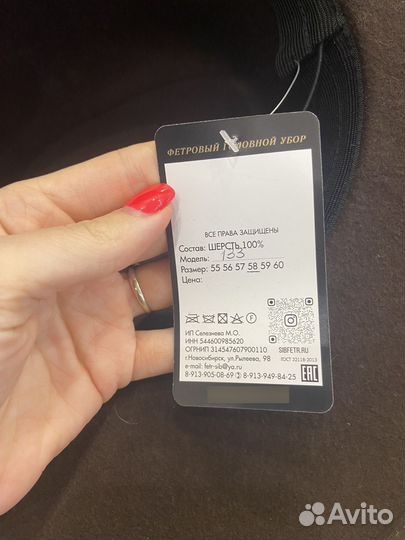 ФЕТРОВЫЙ ГОЛОВНОЙ УБОР
ВСЕ ПРАВА ЗАЩИЩЕНЫ
Состав: ШЕРСТЬ 100%
Модель: 133
Размер: 55 56 57 58 59 60
Цена:
ИП Селезнева М.О.
ИНН 544600985620
ОГРНИП 314547607900110
г.Новосибирск, ул.Рылеева, 98
e-mail: fetr-sib@ya.ru
8-913-905-08-69 8-913-949-84-25
SIBFETR.RU
ГОСТ 32118-2013
EAC
Avito